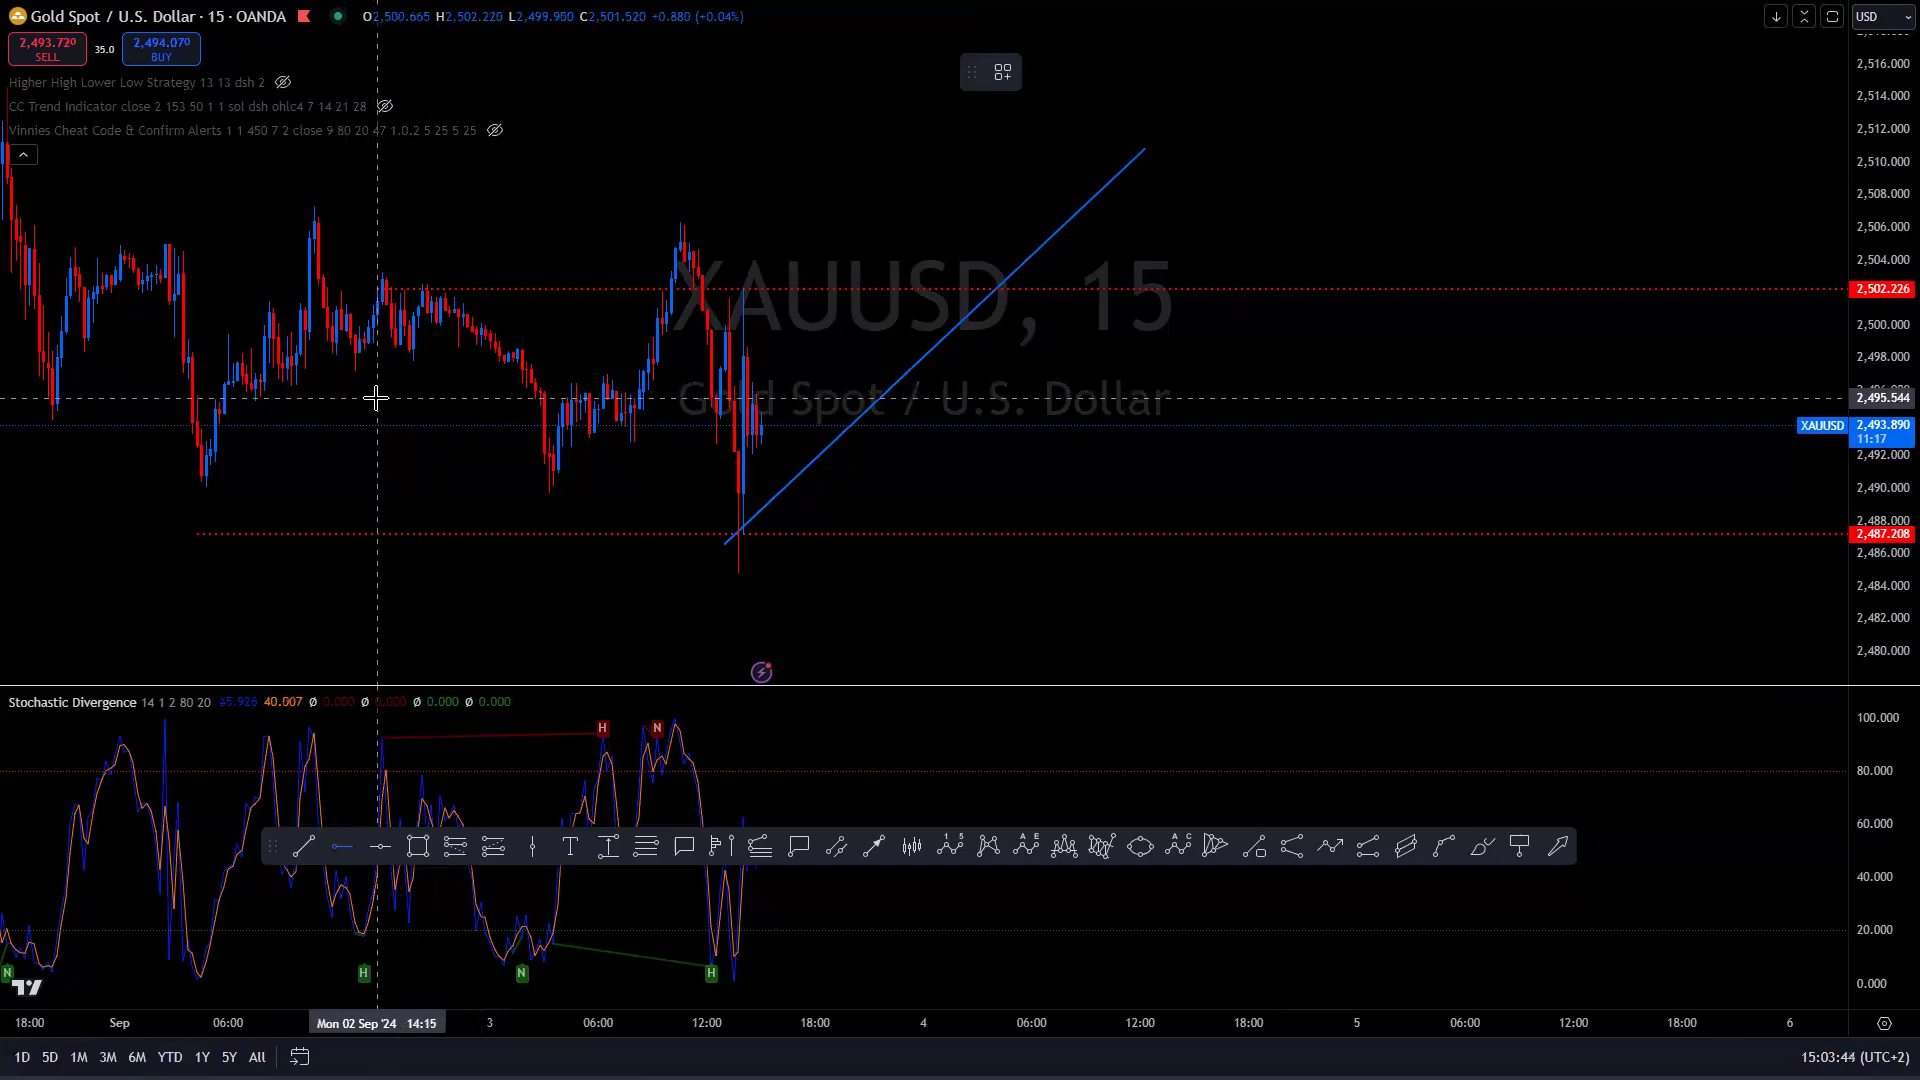 Gold Spot / U.S. Dollar · 15 · OANDA
O2,500.665 H2,502.220 L2,499.900 C2,501.520 +0.880 (+0.04%)
USD
2,493.720
SELL
35.0
2,494.070
BUY
Higher High Lower Low Strategy 13 13 dsh 2
CC Trend Indicator close 2 153 50 1 1 sol dsh ohlc4 7 14 21 28
Vinnies Cheat Code & Confirm Alerts 1 1 450 7 2 close 9 80 20 47 1.0.2 5 25 5 25
XAUUSD, 15
Gold Spot / U.S. Dollar
2,516.000
2,514.000
2,512.000
2,510.000
2,508.000
2,506.000
2,504.000
2,502.226
2,500.000
2,498.000
2,495.544
XAUUSD 2,493.890
11:17
2,492.000
2,490.000
2,488.000
2,487.208
2,486.000
2,484.000
2,482.000
2,480.000
Stochastic Divergence 14 1 2 80 20 45.926 40.007 Ø 0.000 Ø 0.000 Ø 0.000 Ø 0.000
H
N
N
H
N
H
1 5
A E
A C
T
100.000
80.000
60.000
40.000
20.000
0.000
18:00
Sep
06:00
Mon 02 Sep '24 14:15
3
06:00
12:00
18:00
4
06:00
12:00
18:00
5
06:00
12:00
18:00
6
1D 5D 1M 3M 6M YTD 1Y 5Y All
15:03:44 (UTC+2)